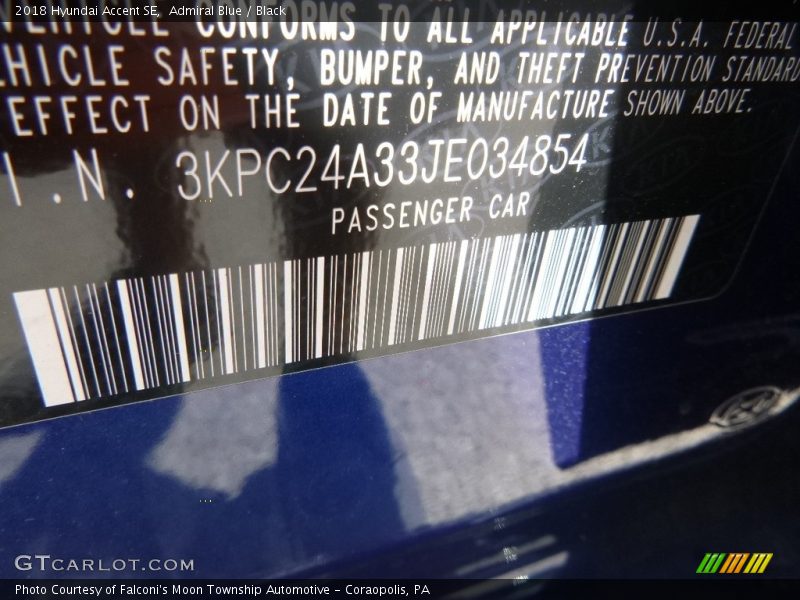 2018 Hyundai Accent SE, Admiral Blue / Black
VEHICLE CONFORMS TO ALL APPLICABLE U.S.A. FEDERAL
VEHICLE SAFETY, BUMPER, AND THEFT PREVENTION STANDARD
EFFECT ON THE DATE OF MANUFACTURE SHOWN ABOVE.
I.N. 3KPC24A33JE034854
PASSENGER CAR
GTCARLOT.COM
Photo Courtesy of Falconi's Moon Township Automotive - Coraopolis, PA